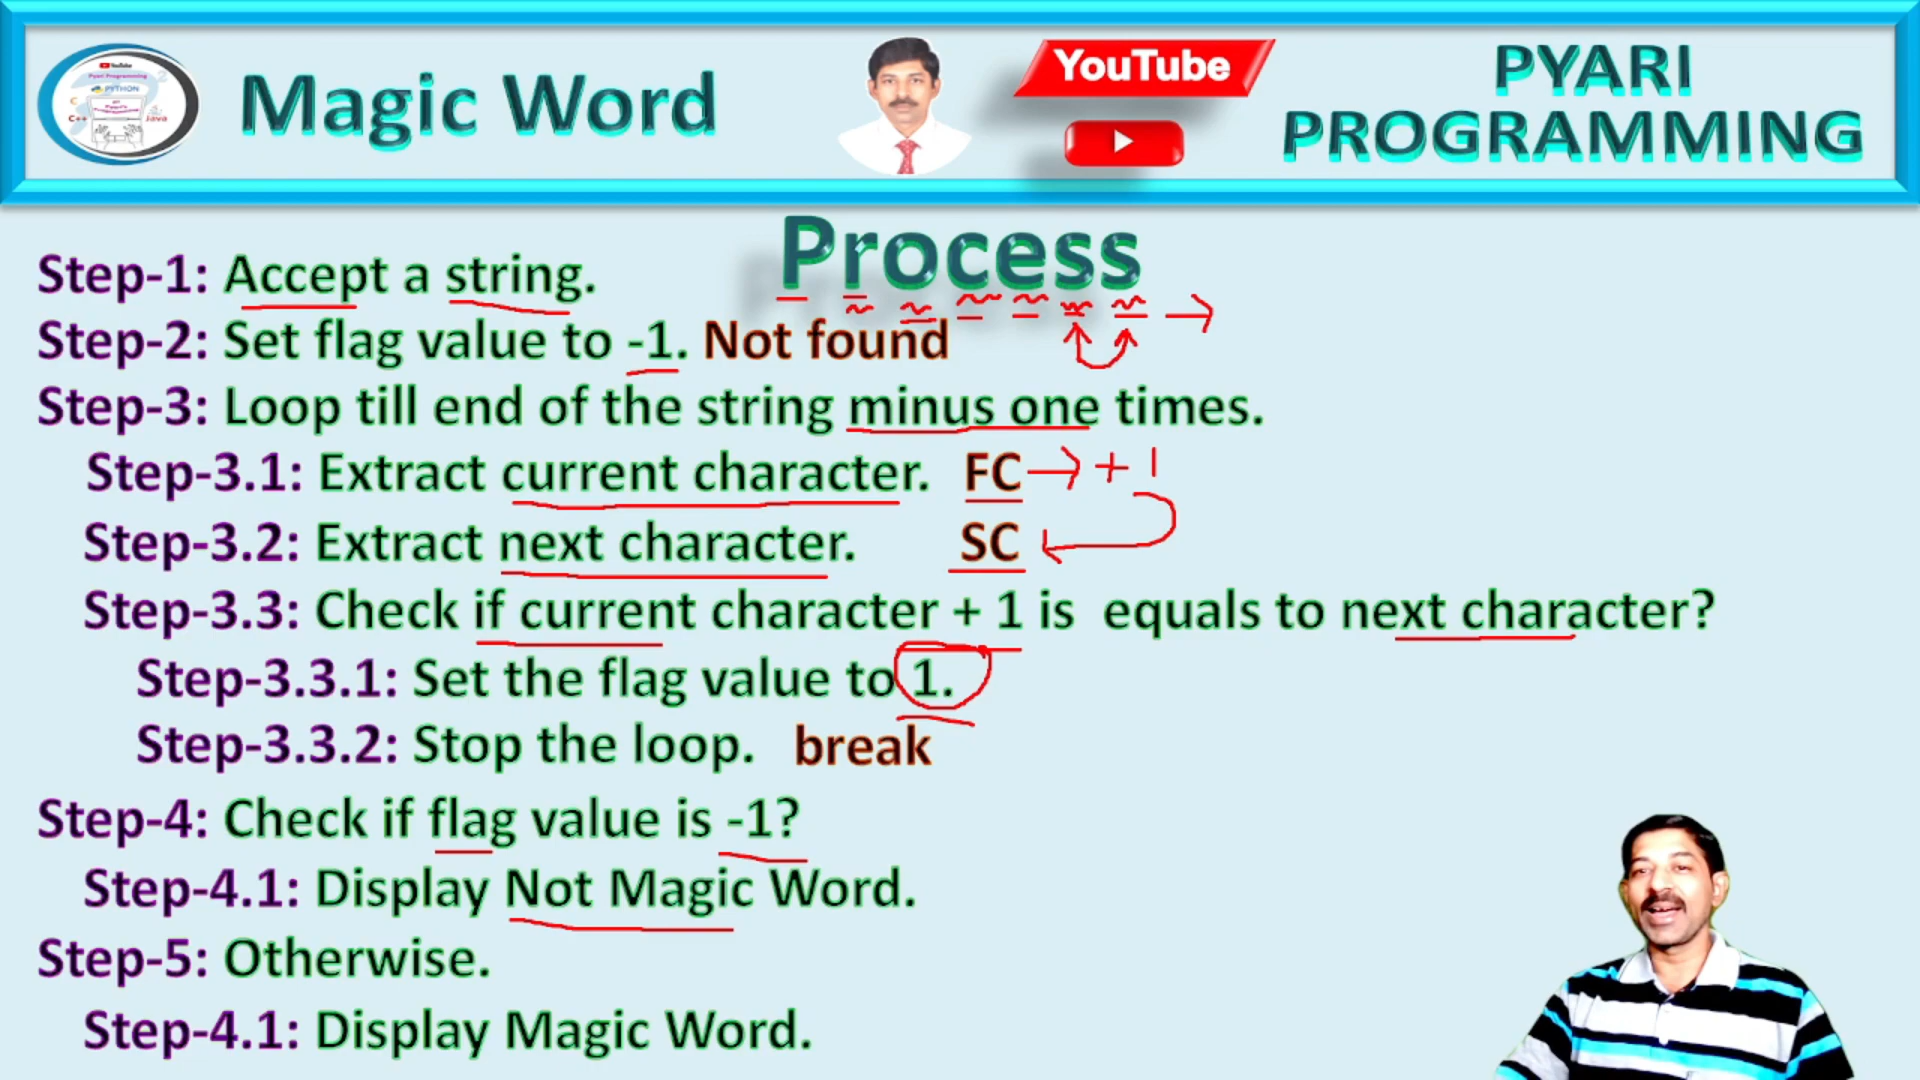 Magic Word
YouTube
PYARI
PROGRAMMING
YouTube
Pyari Programming
PYTHON
C
C++
Java
Process
Step-1: Accept a string.
Step-2: Set flag value to -1. Not found
Step-3: Loop till end of the string minus one times.
Step-3.1: Extract current character. FC → + 1
Step-3.2: Extract next character. SC
Step-3.3: Check if current character + 1 is equals to next character?
Step-3.3.1: Set the flag value to 1.
Step-3.3.2: Stop the loop. break
Step-4: Check if flag value is -1?
Step-4.1: Display Not Magic Word.
Step-5: Otherwise.
Step-4.1: Display Magic Word.